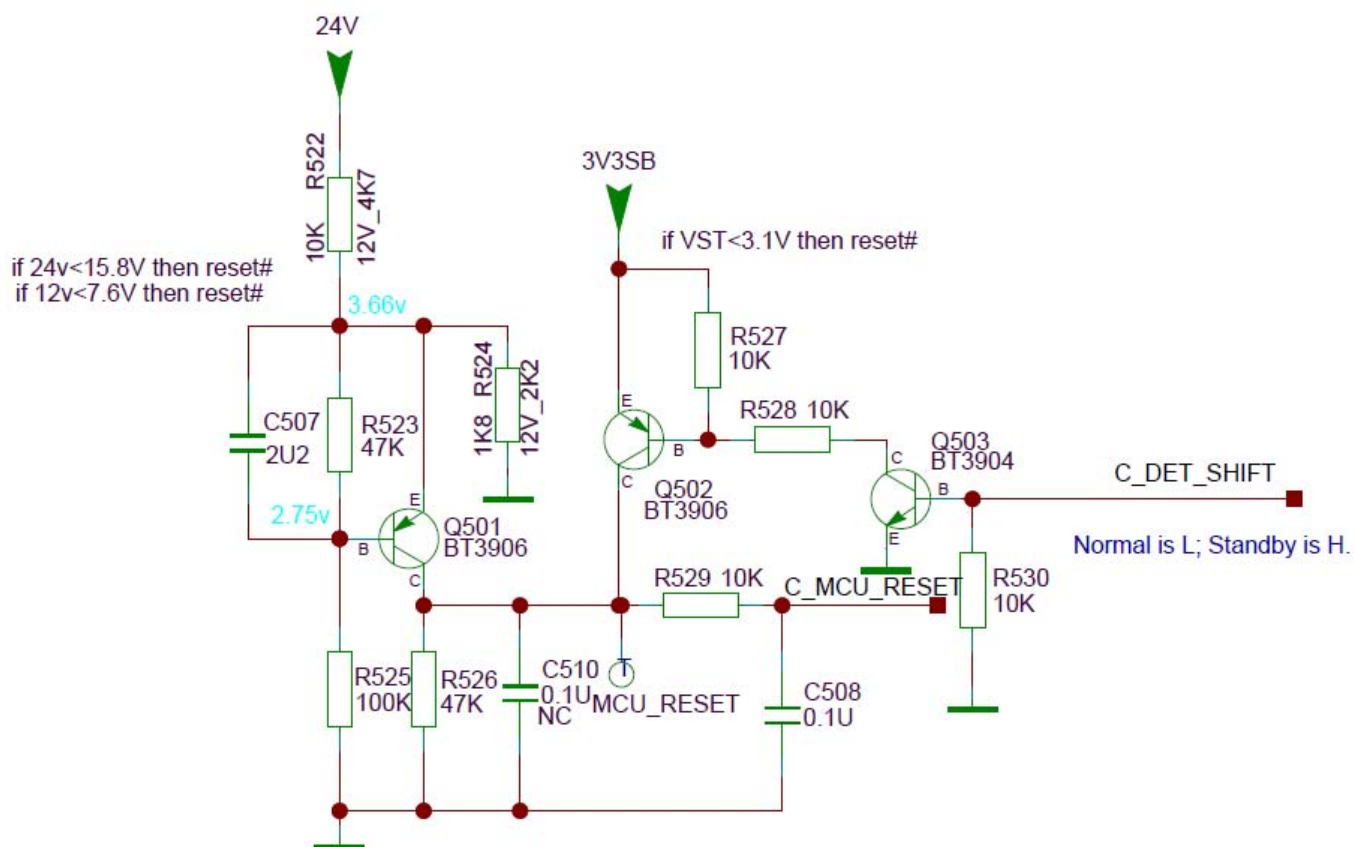 24V
R522
10K
12V_4K7
3V3SB
if VST<3.1V then reset#
if 24v<15.8V then reset#
if 12v<7.6V then reset#
3.66v
R527
10K
R524
1K8
12V_2K2
C507
2U2
R523
47K
E
B
C
Q502
BT3906
R528 10K
Q503
BT3904
C
B
E
C_DET_SHIFT
Normal is L; Standby is H.
2.75v
B
E
C
Q501
BT3906
R529 10K
C_MCU_RESET
R530
10K
R525
100K
R526
47K
C510
0.1U
NC
T
MCU_RESET
C508
0.1U